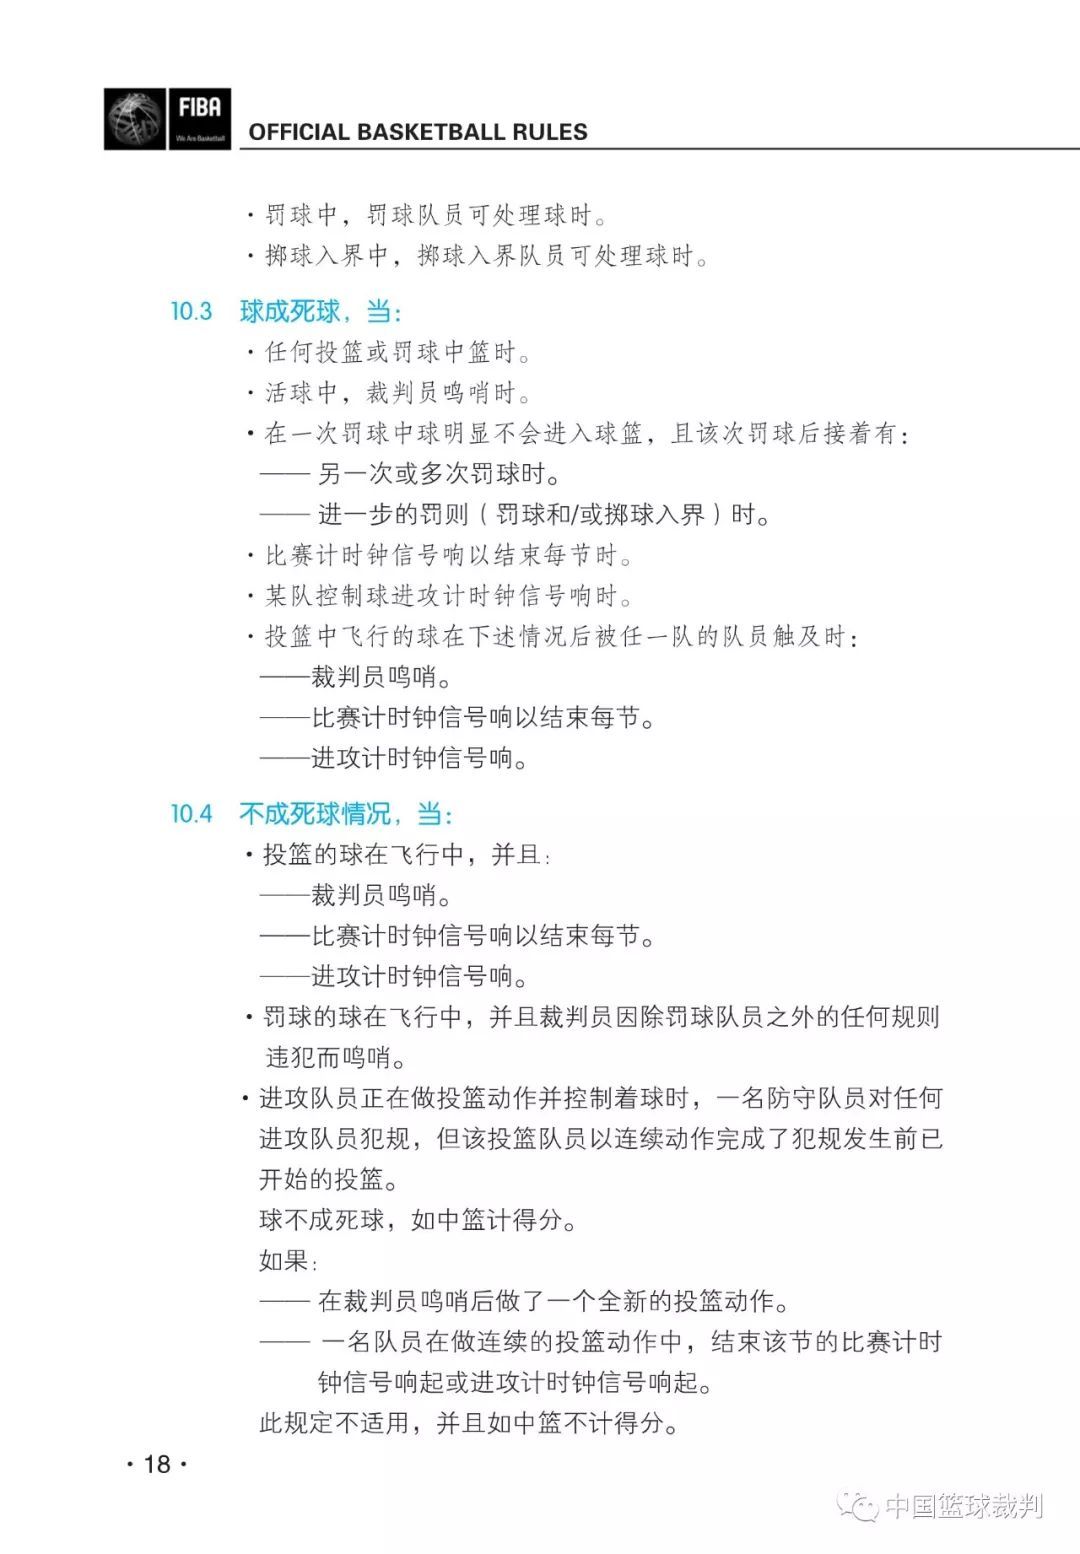 FIBA
We Are Basketball
OFFICIAL BASKETBALL RULES
· 罚球中，罚球队员可处理球时。
· 掷球入界中，掷球入界队员可处理球时。
10.3 球成死球，当：
· 任何投篮或罚球中篮时。
· 活球中，裁判员鸣哨时。
· 在一次罚球中球明显不会进入球篮，且该次罚球后接着有：
—— 另一次或多次罚球时。
—— 进一步的罚则（罚球和/或掷球入界）时。
· 比赛计时钟信号响以结束每节时。
· 某队控制球进攻计时钟信号响时。
· 投篮中飞行的球在下述情况后被任一队的队员触及时：
——裁判员鸣哨。
——比赛计时钟信号响以结束每节。
——进攻计时钟信号响。
10.4 不成死球情况，当：
· 投篮的球在飞行中，并且：
——裁判员鸣哨。
——比赛计时钟信号响以结束每节。
——进攻计时钟信号响。
· 罚球的球在飞行中，并且裁判员因除罚球队员之外的任何规则
违犯而鸣哨。
· 进攻队员正在做投篮动作并控制着球时，一名防守队员对任何
进攻队员犯规，但该投篮队员以连续动作完成了犯规发生前已
开始的投篮。
球不成死球，如中篮计得分。
如果：
—— 在裁判员鸣哨后做了一个全新的投篮动作。
—— 一名队员在做连续的投篮动作中，结束该节的比赛计时
钟信号响起或进攻计时钟信号响起。
此规定不适用，并且如中篮不计得分。
· 18 ·
中国篮球裁判